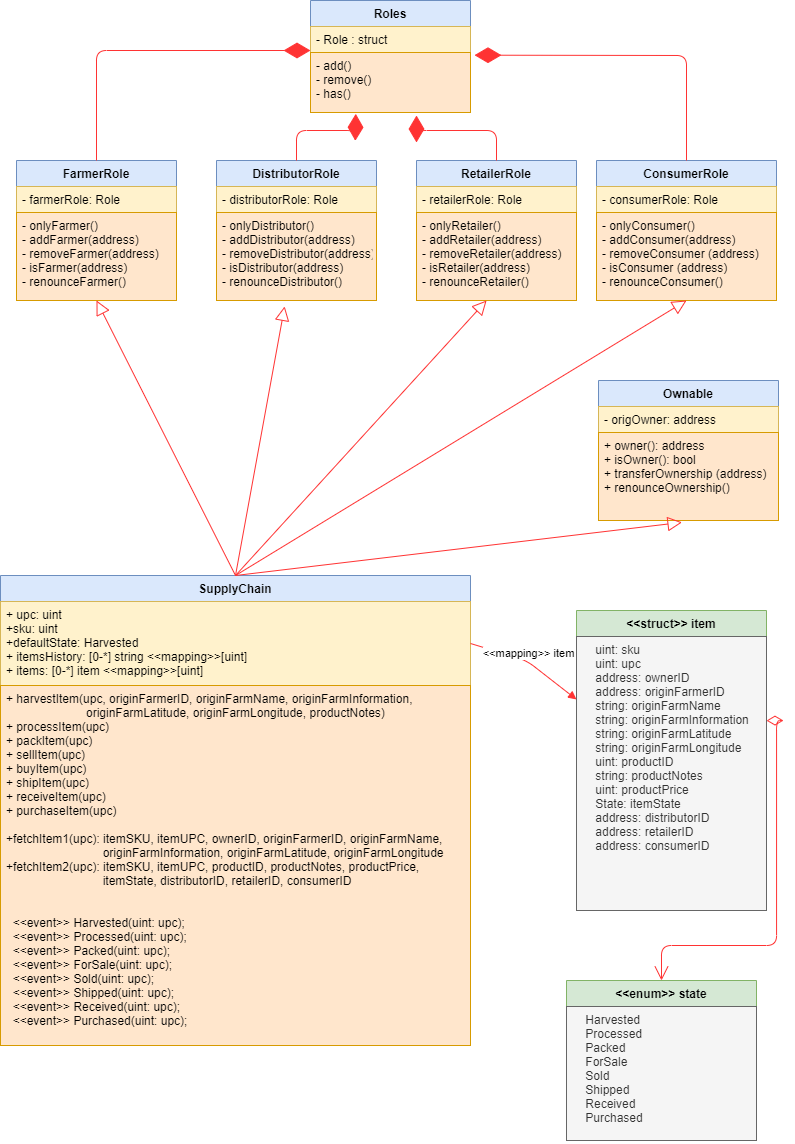 Roles
- Role : struct
- add()
- remove()
- has()
FarmerRole
- farmerRole: Role
- onlyFarmer()
- addFarmer(address)
- removeFarmer(address)
- isFarmer(address)
- renounceFarmer()
DistributorRole
- distributorRole: Role
- onlyDistributor()
- addDistributor(address)
- removeDistributor(address)
- isDistributor(address)
- renounceDistributor()
RetailerRole
- retailerRole: Role
- onlyRetailer()
- addRetailer(address)
- removeRetailer(address)
- isRetailer(address)
- renounceRetailer()
ConsumerRole
- consumerRole: Role
- onlyConsumer()
- addConsumer(address)
- removeConsumer (address)
- isConsumer (address)
- renounceConsumer()
Ownable
- origOwner: address
+ owner(): address
+ isOwner(): bool
+ transferOwnership (address)
+ renounceOwnership()
SupplyChain
+ upc: uint
+sku: uint
+defaultState: Harvested
+ itemsHistory: [0-*] string <<mapping>>[uint]
+ items: [0-*] item <<mapping>>[uint]
+ harvestItem(upc, originFarmerID, originFarmName, originFarmInformation,
originFarmLatitude, originFarmLongitude, productNotes)
+ processItem(upc)
+ packItem(upc)
+ sellItem(upc)
+ buyItem(upc)
+ shipItem(upc)
+ receiveItem(upc)
+ purchaseItem(upc)
+fetchItem1(upc): itemSKU, itemUPC, ownerID, originFarmerID, originFarmName,
originFarmInformation, originFarmLatitude, originFarmLongitude
+fetchItem2(upc): itemSKU, itemUPC, productID, productNotes, productPrice,
itemState, distributorID, retailerID, consumerID
<<event>> Harvested(uint: upc);
<<event>> Processed(uint: upc);
<<event>> Packed(uint: upc);
<<event>> ForSale(uint: upc);
<<event>> Sold(uint: upc);
<<event>> Shipped(uint: upc);
<<event>> Received(uint: upc);
<<event>> Purchased(uint: upc);
<<mapping>> item
<<struct>> item
uint: sku
uint: upc
address: ownerID
address: originFarmerID
string: originFarmName
string: originFarmInformation
string: originFarmLatitude
string: originFarmLongitude
uint: productID
string: productNotes
uint: productPrice
State: itemState
address: distributorID
address: retailerID
address: consumerID
<<enum>> state
Harvested
Processed
Packed
ForSale
Sold
Shipped
Received
Purchased